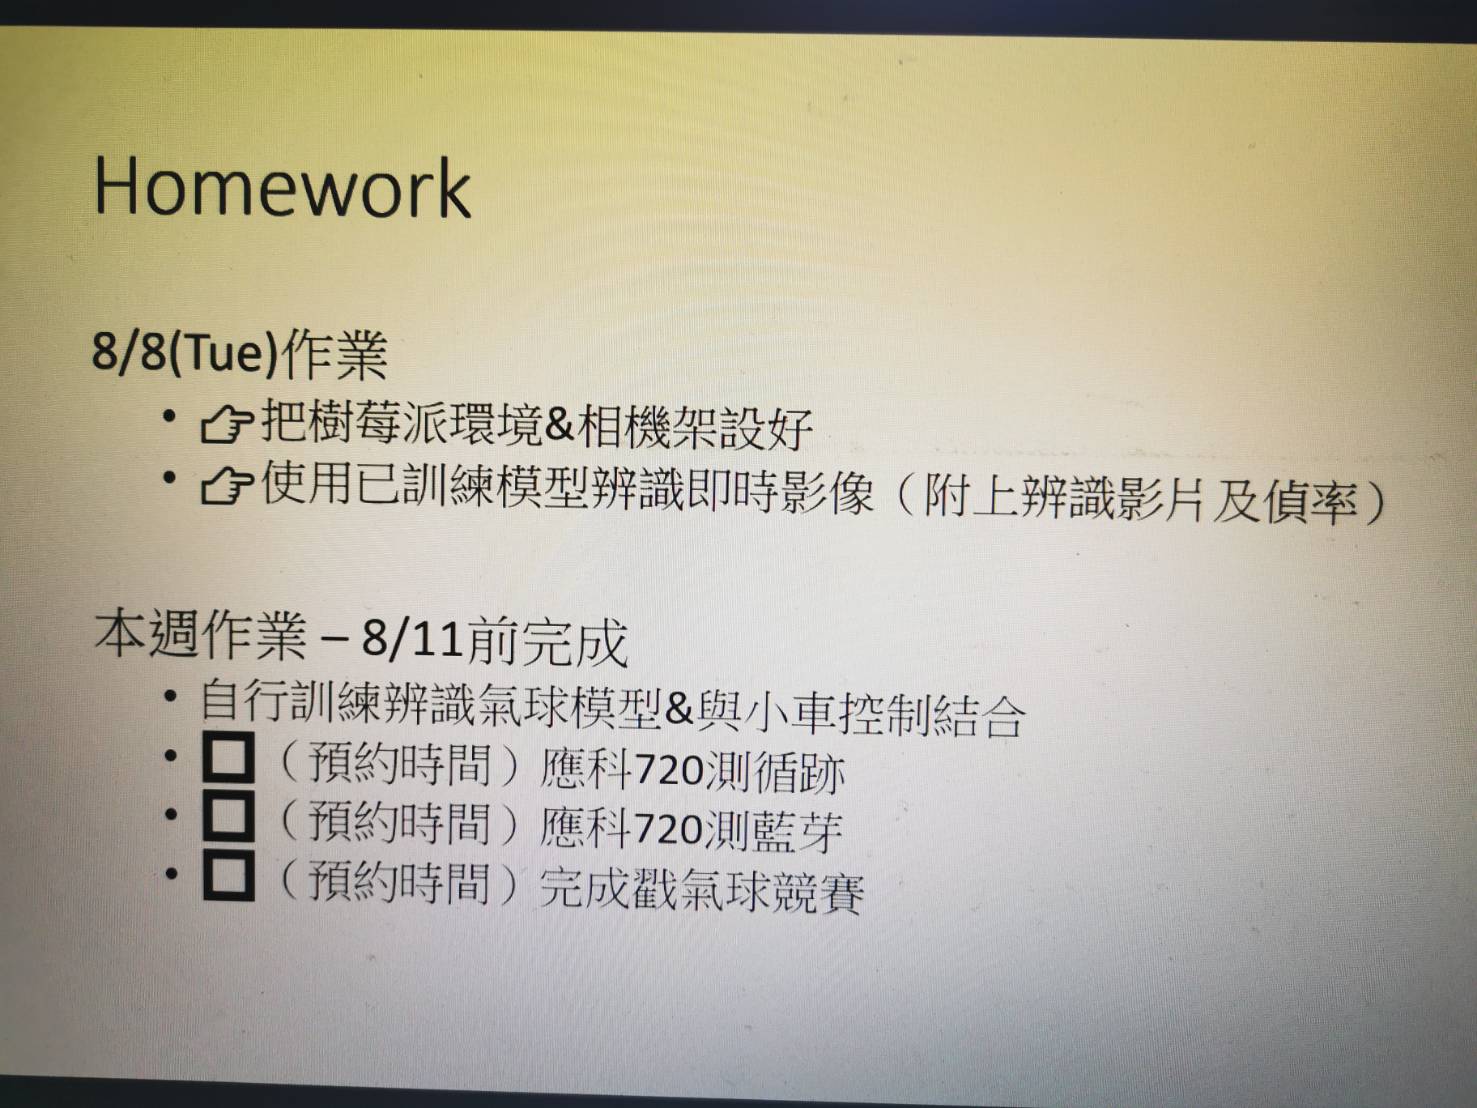 Homework
8/8(Tue)作業
• 👉把樹莓派環境&相機架設好
• 👉使用已訓練模型辨識即時影像（附上辨識影片及偵率）
本週作業 – 8/11前完成
• 自行訓練辨識氣球模型&與小車控制結合
• □（預約時間）應科720測循跡
• □（預約時間）應科720測藍芽
• □（預約時間）完成戳氣球競賽